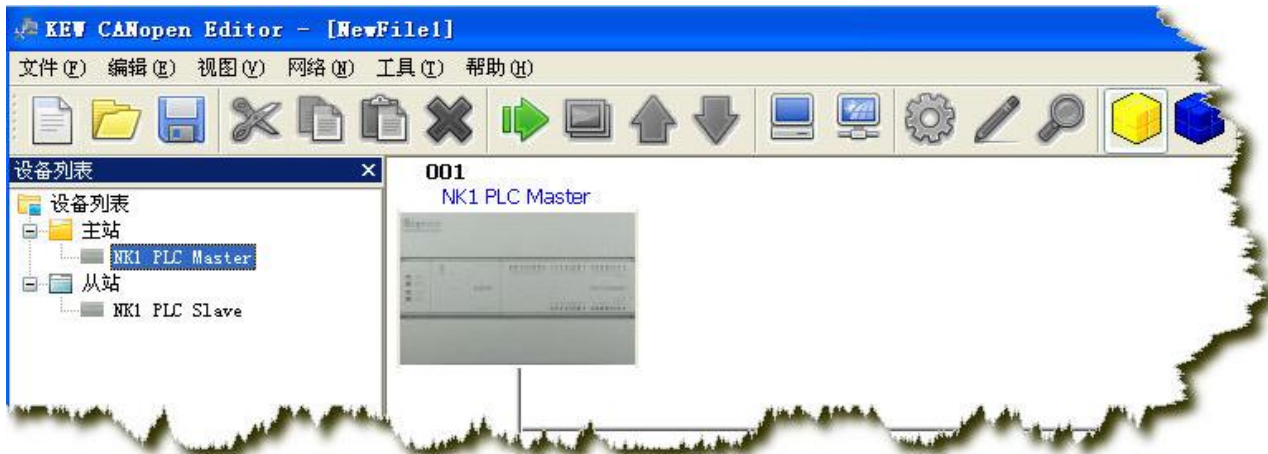 KEW CANopen Editor - [NewFile1]
文件(F) 编辑(E) 视图(V) 网络(N) 工具(T) 帮助(H)
设备列表
设备列表
主站
NK1 PLC Master
从站
NK1 PLC Slave
001
NK1 PLC Master